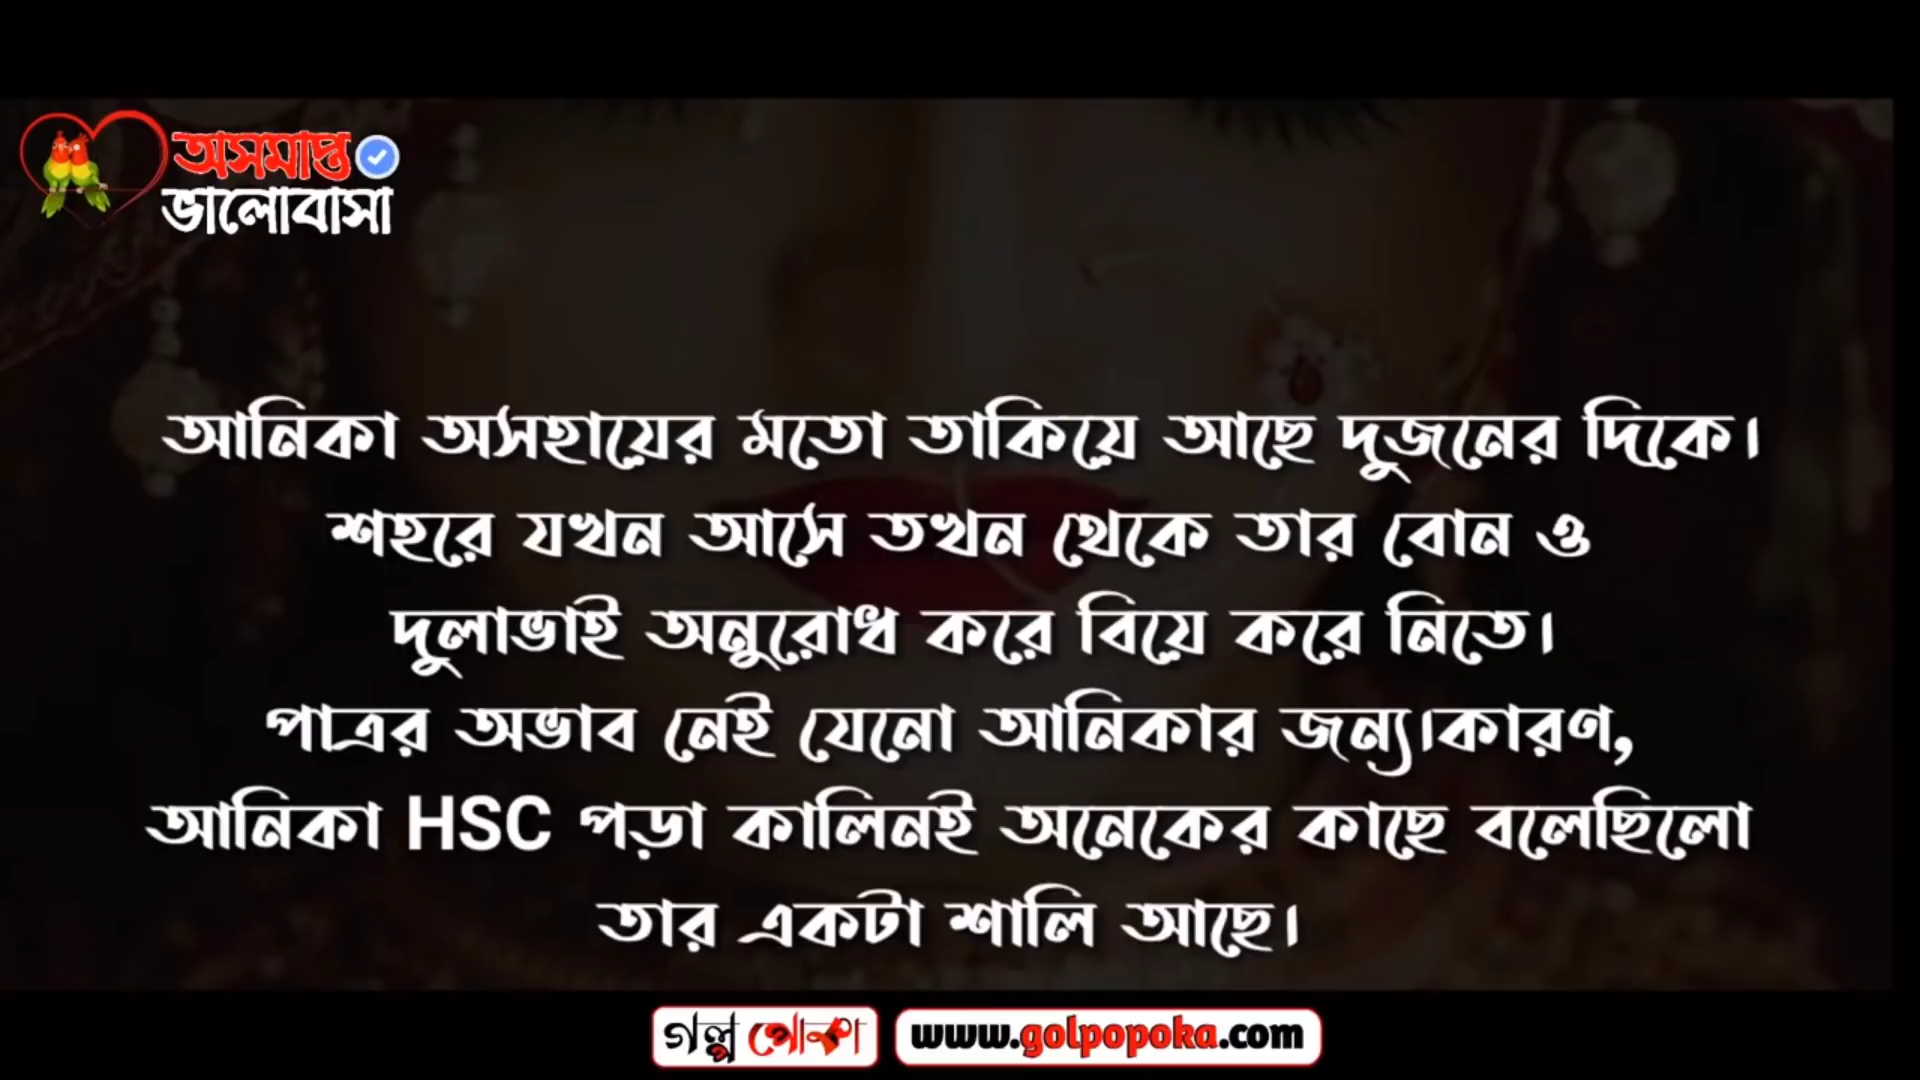 অসমাপ্ত
ভালোবাসা
আনিকা অসহায়ের মতো তাকিয়ে আছে দুজনের দিকে।
শহরে যখন আসে তখন থেকে তার বোন ও
দুলাভাই অনুরোধ করে বিয়ে করে নিতে।
পাত্রর অভাব নেই যেনো আনিকার জন্য।কারণ,
আনিকা HSC পড়া কালিনই অনেকের কাছে বলেছিলো
তার একটা শালি আছে।
গল্প পোকা
www.golpopoka.com